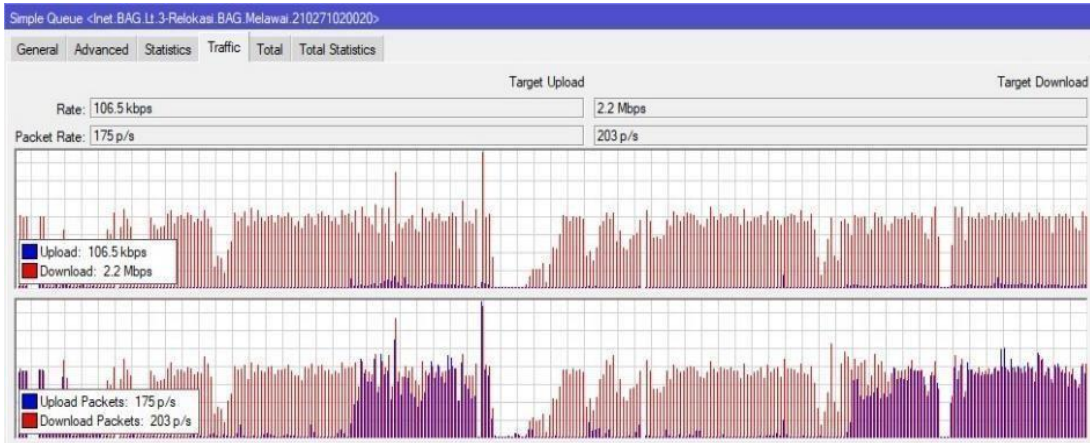 Simple Queue <Inet.BAG.Lt.3-Relokasi.BAG.Melawai.210271020020>
General Advanced Statistics Traffic Total Total Statistics
Target Upload Target Download
Rate: 106.5 kbps 2.2 Mbps
Packet Rate: 175 p/s 203 p/s
Upload: 106.5 kbps
Download: 2.2 Mbps
Upload Packets: 175 p/s
Download Packets: 203 p/s